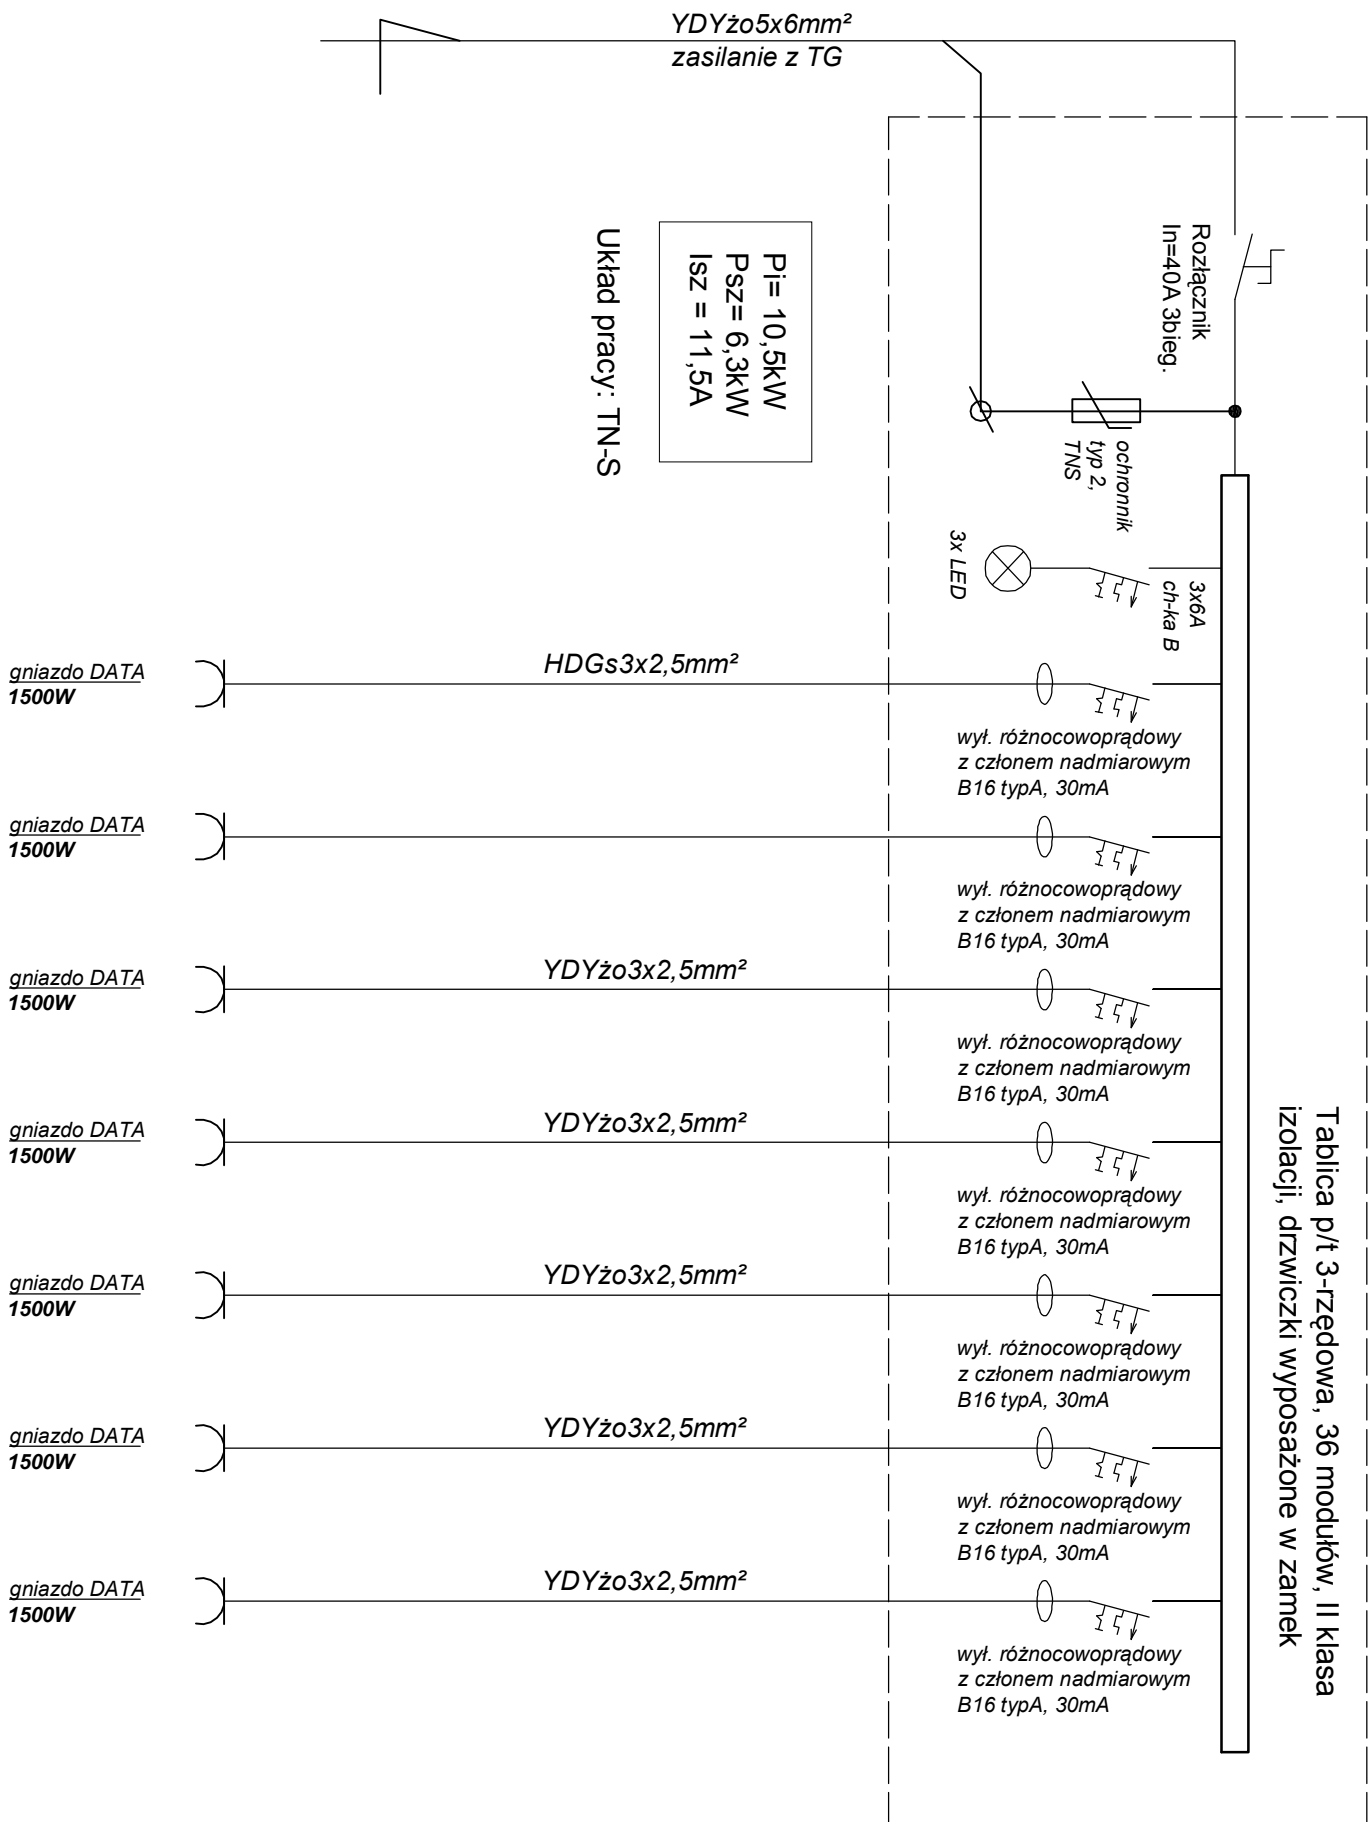 YDYżo5x6mm²
zasilanie z TG
Rozłącznik
In=40A 3bieg.
Pi= 10,5kW
Psz= 6,3kW
Isz = 11,5A
Układ pracy: TN-S
ochronnik
typ 2,
TNS
3x LED
3x6A
ch-ka B
Tablica p/t 3-rzędowa, 36 modułów, II klasa
izolacji, drzwiczki wyposażone w zamek
gniazdo DATA
1500W
HDGs3x2,5mm²
wył. różnocowoprądowy
z członem nadmiarowym
B16 typA, 30mA
gniazdo DATA
1500W
wył. różnocowoprądowy
z członem nadmiarowym
B16 typA, 30mA
gniazdo DATA
1500W
YDYżo3x2,5mm²
wył. różnocowoprądowy
z członem nadmiarowym
B16 typA, 30mA
gniazdo DATA
1500W
YDYżo3x2,5mm²
wył. różnocowoprądowy
z członem nadmiarowym
B16 typA, 30mA
gniazdo DATA
1500W
YDYżo3x2,5mm²
wył. różnocowoprądowy
z członem nadmiarowym
B16 typA, 30mA
gniazdo DATA
1500W
YDYżo3x2,5mm²
wył. różnocowoprądowy
z członem nadmiarowym
B16 typA, 30mA
gniazdo DATA
1500W
YDYżo3x2,5mm²
wył. różnocowoprądowy
z członem nadmiarowym
B16 typA, 30mA